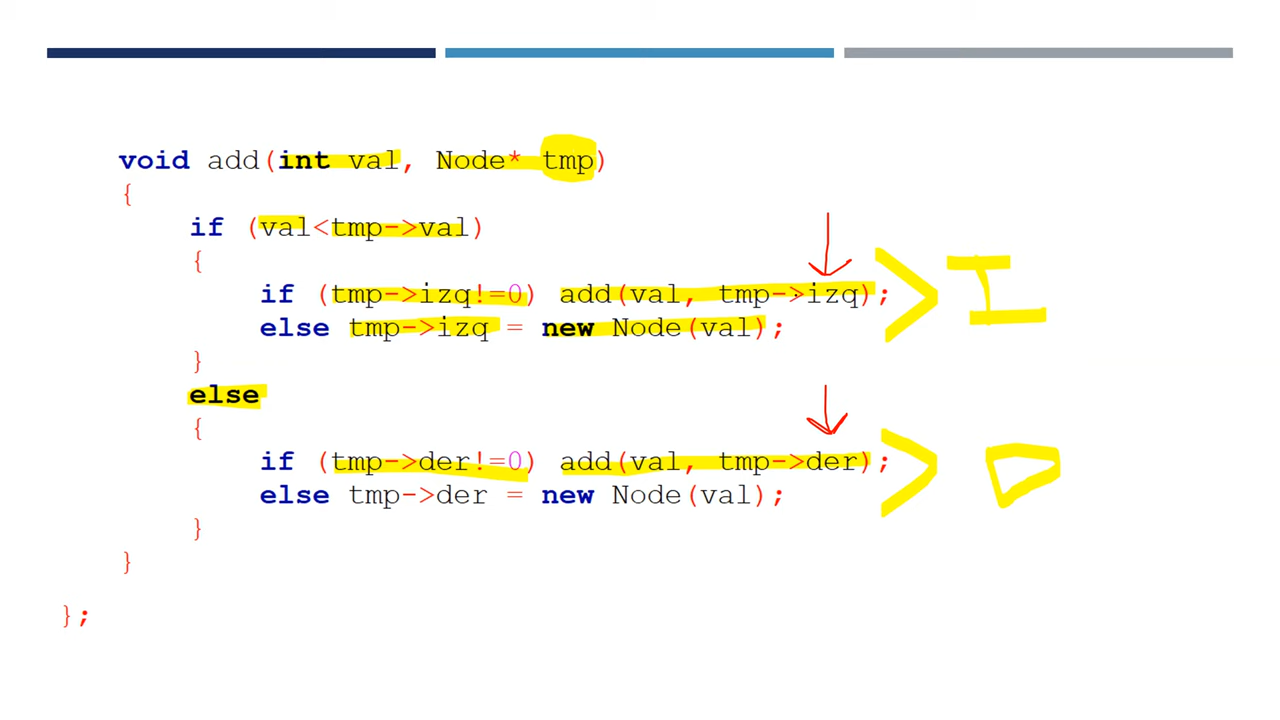 void add(int val, Node* tmp)
{
if (val<tmp->val)
{
if (tmp->izq!=0) add(val, tmp->izq);
else tmp->izq = new Node(val);
}
I
else
{
if (tmp->der!=0) add(val, tmp->der);
else tmp->der = new Node(val);
}
D
}
};